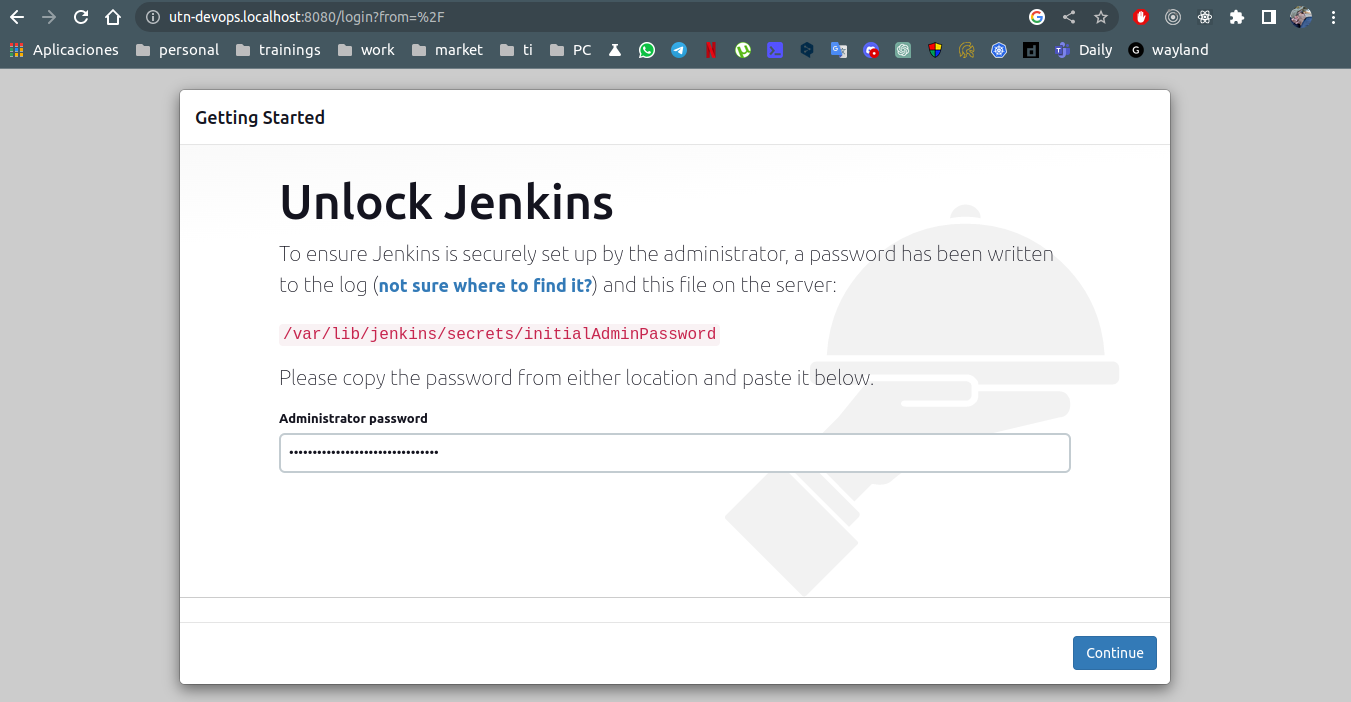 utn-devops.localhost:8080/login?from=%2F
Aplicaciones personal trainings work market ti PC Daily wayland
Getting Started
Unlock Jenkins
To ensure Jenkins is securely set up by the administrator, a password has been written
to the log (not sure where to find it?) and this file on the server:
/var/lib/jenkins/secrets/initialAdminPassword
Please copy the password from either location and paste it below.
Administrator password
••••••••••••••••••••••••••••••••
Continue